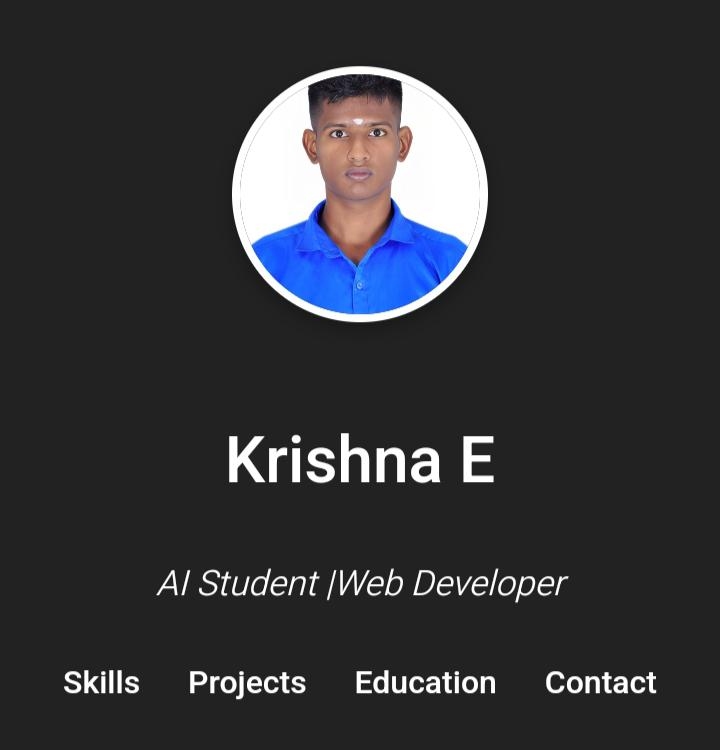 Krishna E
AI Student |Web Developer
Skills Projects Education Contact